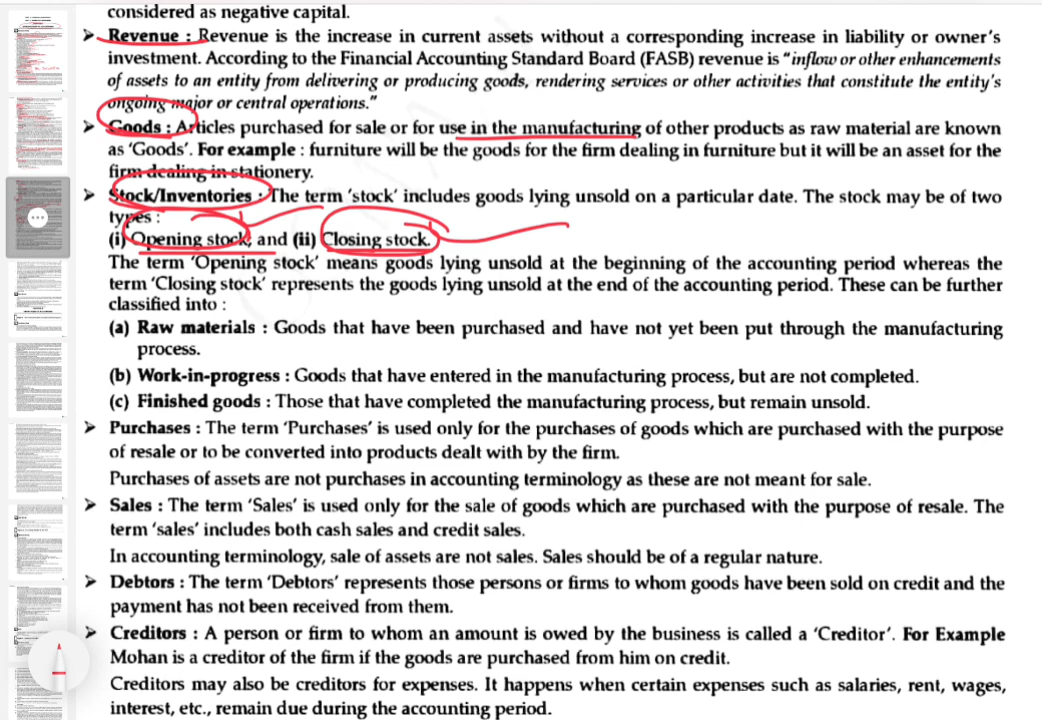 considered as negative capital.
➤ Revenue : Revenue is the increase in current assets without a corresponding increase in liability or owner's
investment. According to the Financial Accounting Standard Board (FASB) revenue is "inflow or other enhancements
of assets to an entity from delivering or producing goods, rendering services or other activities that constitute the entity's
ongoing major or central operations."
➤ Goods : Articles purchased for sale or for use in the manufacturing of other products as raw material are known
as 'Goods'. For example : furniture will be the goods for the firm dealing in furniture but it will be an asset for the
firm dealing in stationery.
➤ Stock/Inventories : The term 'stock' includes goods lying unsold on a particular date. The stock may be of two
types :
(i) Opening stock, and (ii) Closing stock.
The term 'Opening stock' means goods lying unsold at the beginning of the accounting period whereas the
term 'Closing stock' represents the goods lying unsold at the end of the accounting period. These can be further
classified into :
(a) Raw materials : Goods that have been purchased and have not yet been put through the manufacturing
process.
(b) Work-in-progress : Goods that have entered in the manufacturing process, but are not completed.
(c) Finished goods : Those that have completed the manufacturing process, but remain unsold.
➤ Purchases : The term 'Purchases' is used only for the purchases of goods which are purchased with the purpose
of resale or to be converted into products dealt with by the firm.
Purchases of assets are not purchases in accounting terminology as these are not meant for sale.
➤ Sales : The term 'Sales' is used only for the sale of goods which are purchased with the purpose of resale. The
term 'sales' includes both cash sales and credit sales.
In accounting terminology, sale of assets are not sales. Sales should be of a regular nature.
➤ Debtors : The term 'Debtors' represents those persons or firms to whom goods have been sold on credit and the
payment has not been received from them.
➤ Creditors : A person or firm to whom an amount is owed by the business is called a 'Creditor'. For Example
Mohan is a creditor of the firm if the goods are purchased from him on credit.
Creditors may also be creditors for expenses. It happens when certain expenses such as salaries, rent, wages,
interest, etc., remain due during the accounting period.